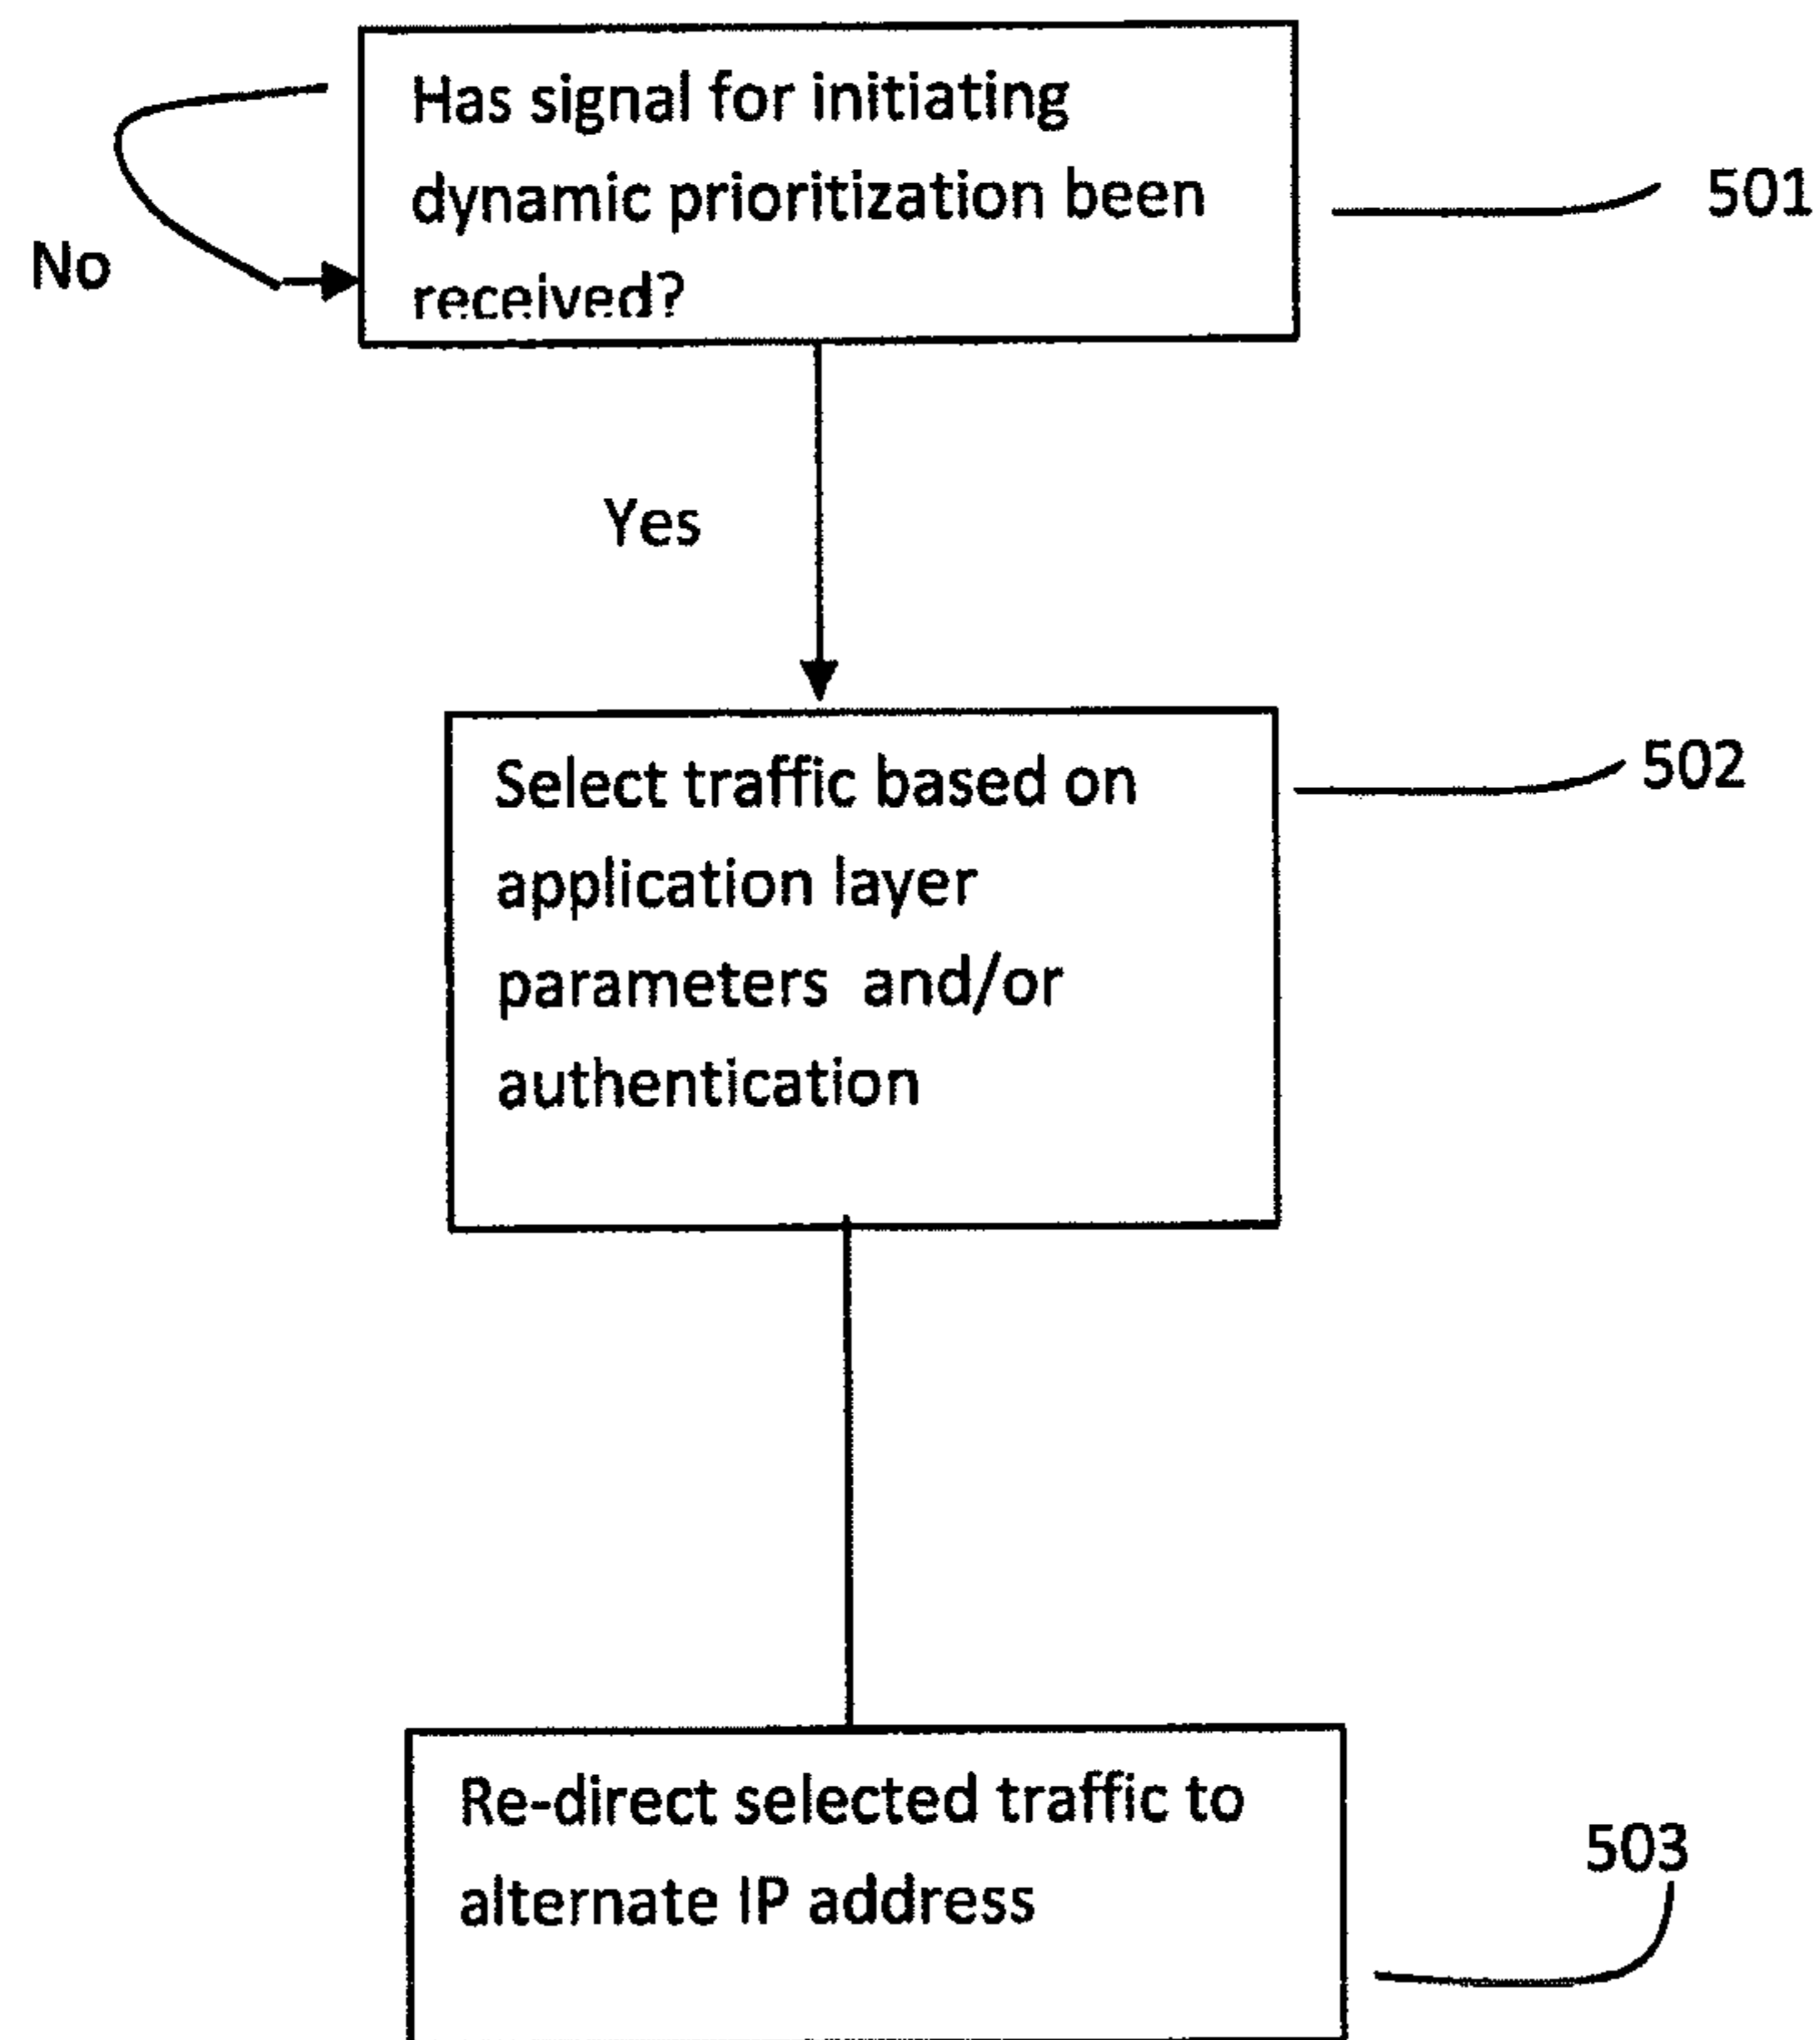 Has signal for initiating
dynamic prioritization been
received?
501
No
Yes
Select traffic based on
application layer
parameters and/or
authentication
502
Re-direct selected traffic to
alternate IP address
503